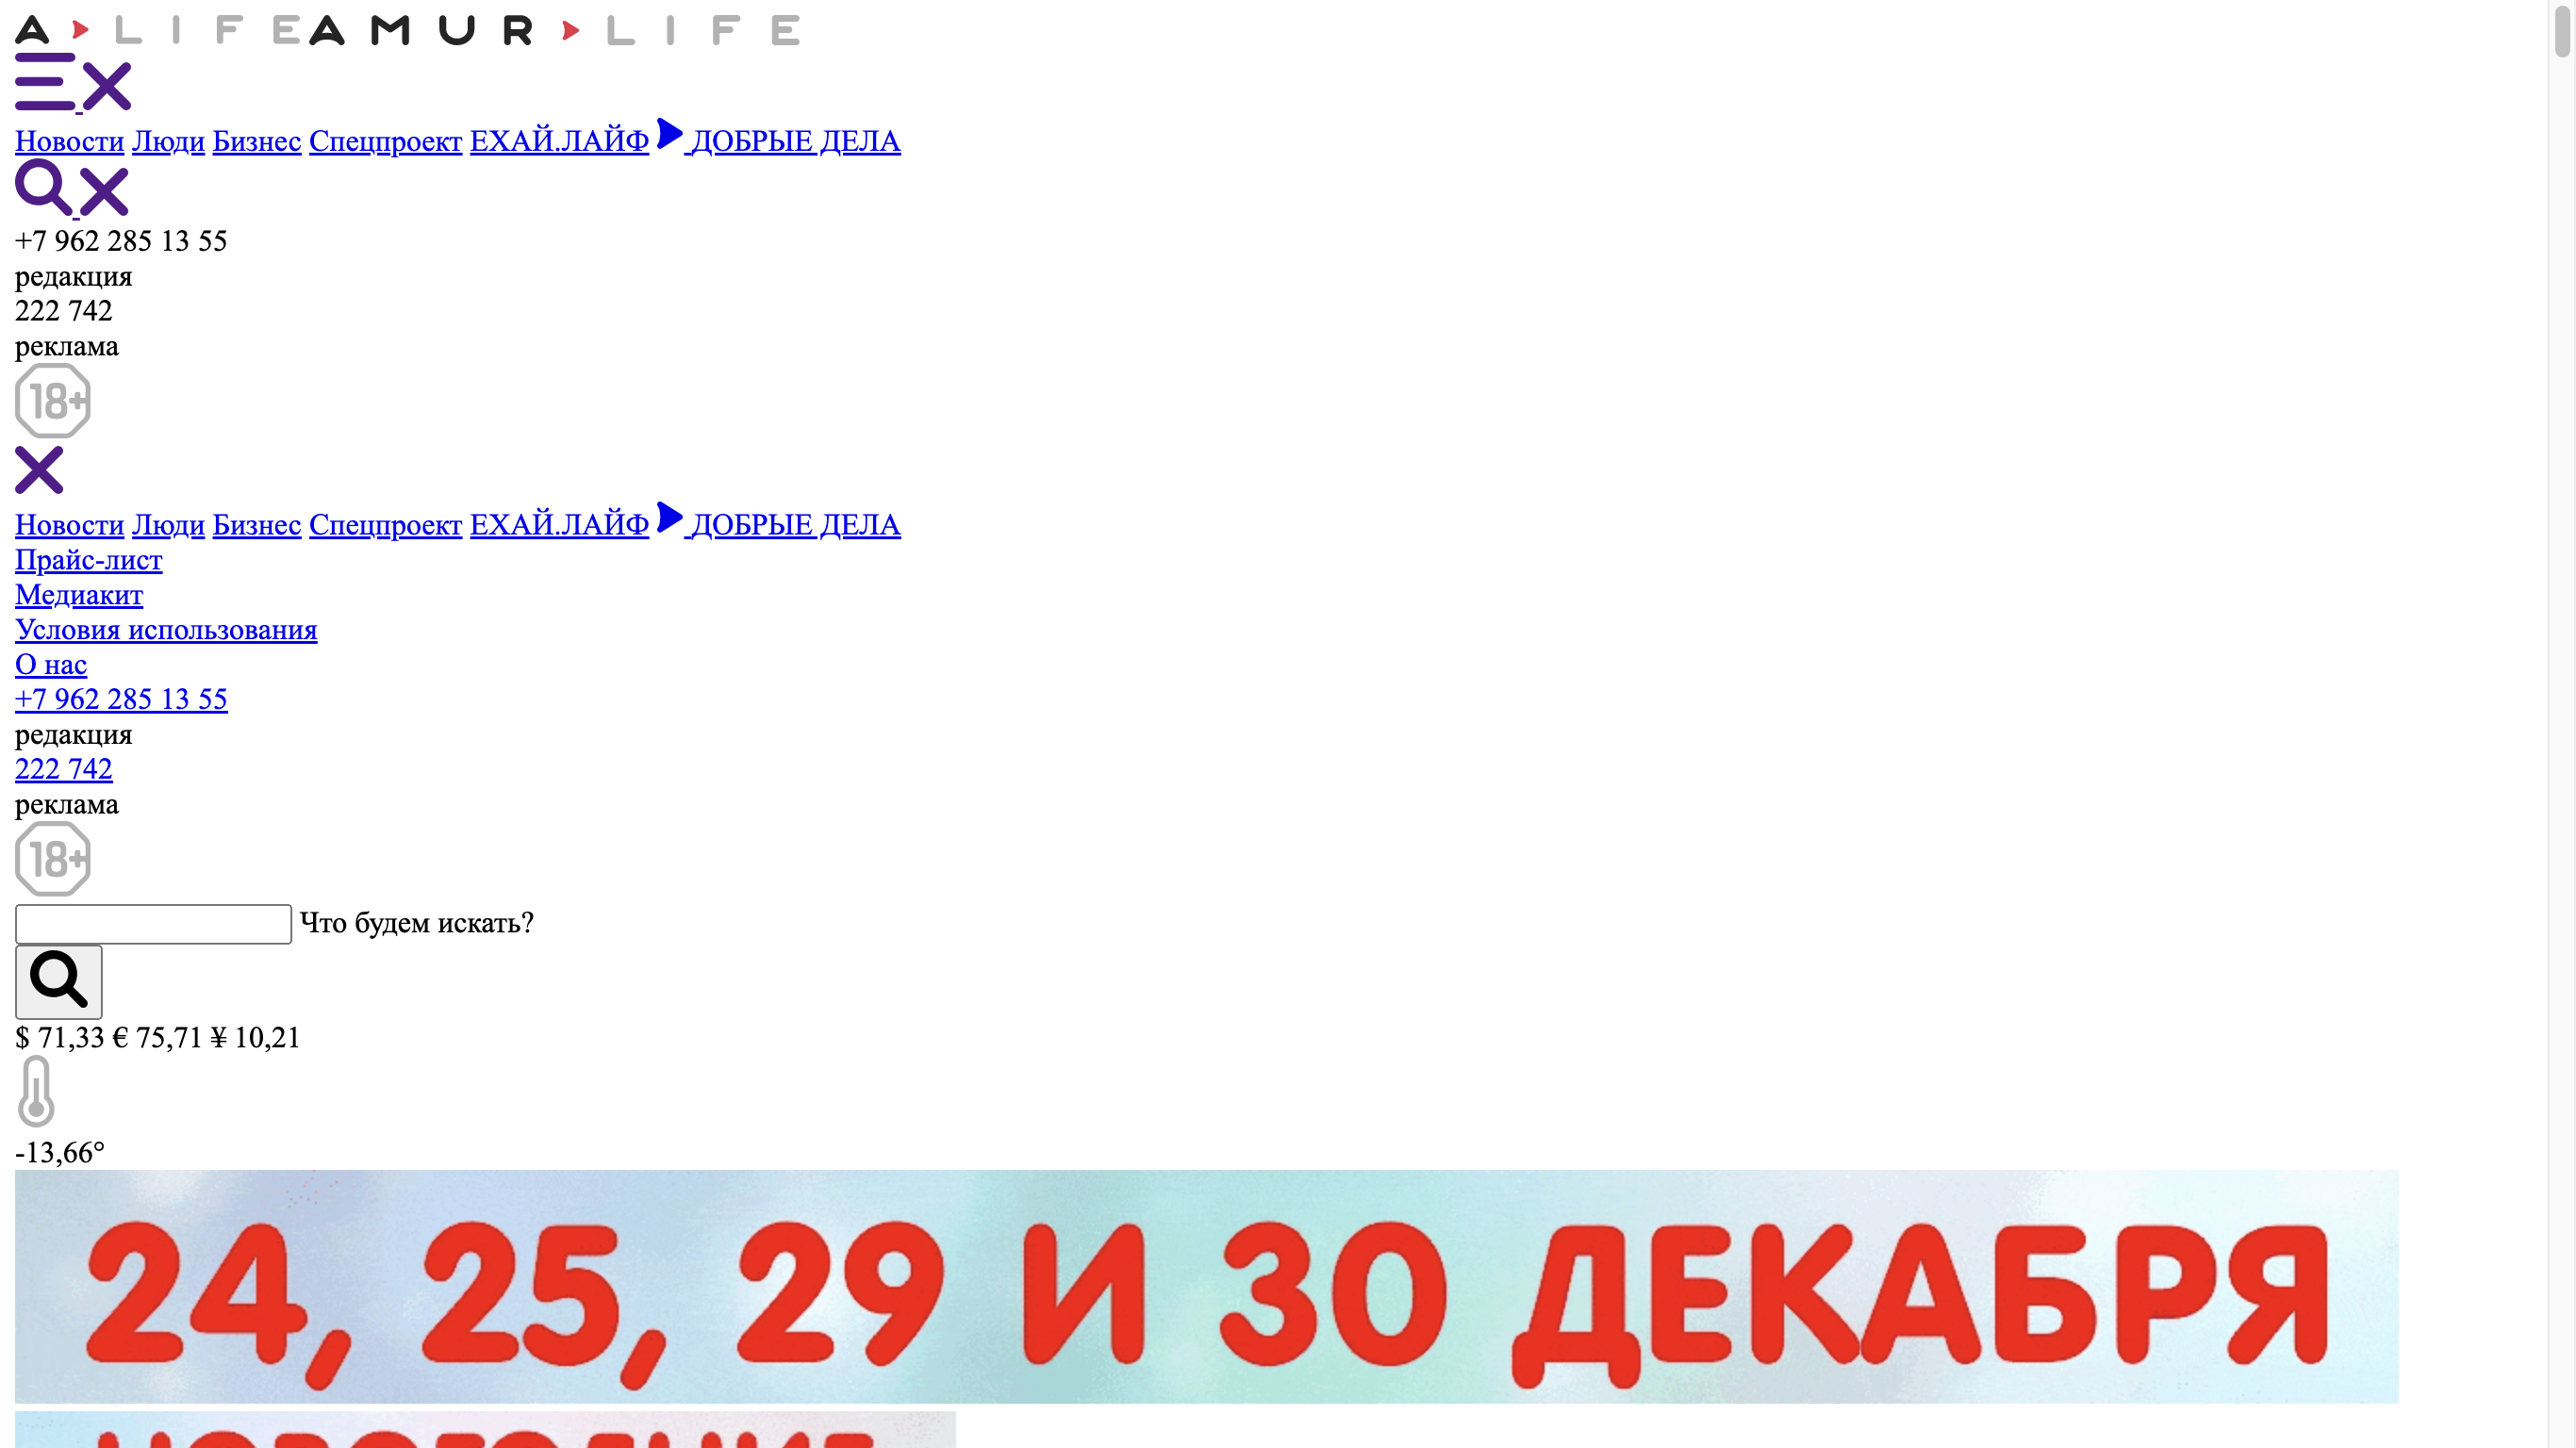 A LIFEAMUR LIFE
Новости Люди Бизнес Спецпроект ЕХАЙ.ЛАЙФ ДОБРЫЕ ДЕЛА
+7 962 285 13 55
редакция
222 742
реклама
18+
Новости Люди Бизнес Спецпроект ЕХАЙ.ЛАЙФ ДОБРЫЕ ДЕЛА
Прайс-лист
Медиакит
Условия использования
О нас
+7 962 285 13 55
редакция
222 742
реклама
18+
Что будем искать?
$ 71,33 € 75,71 ¥ 10,21
-13,66°
24, 25, 29 И 30 ДЕКАБРЯ